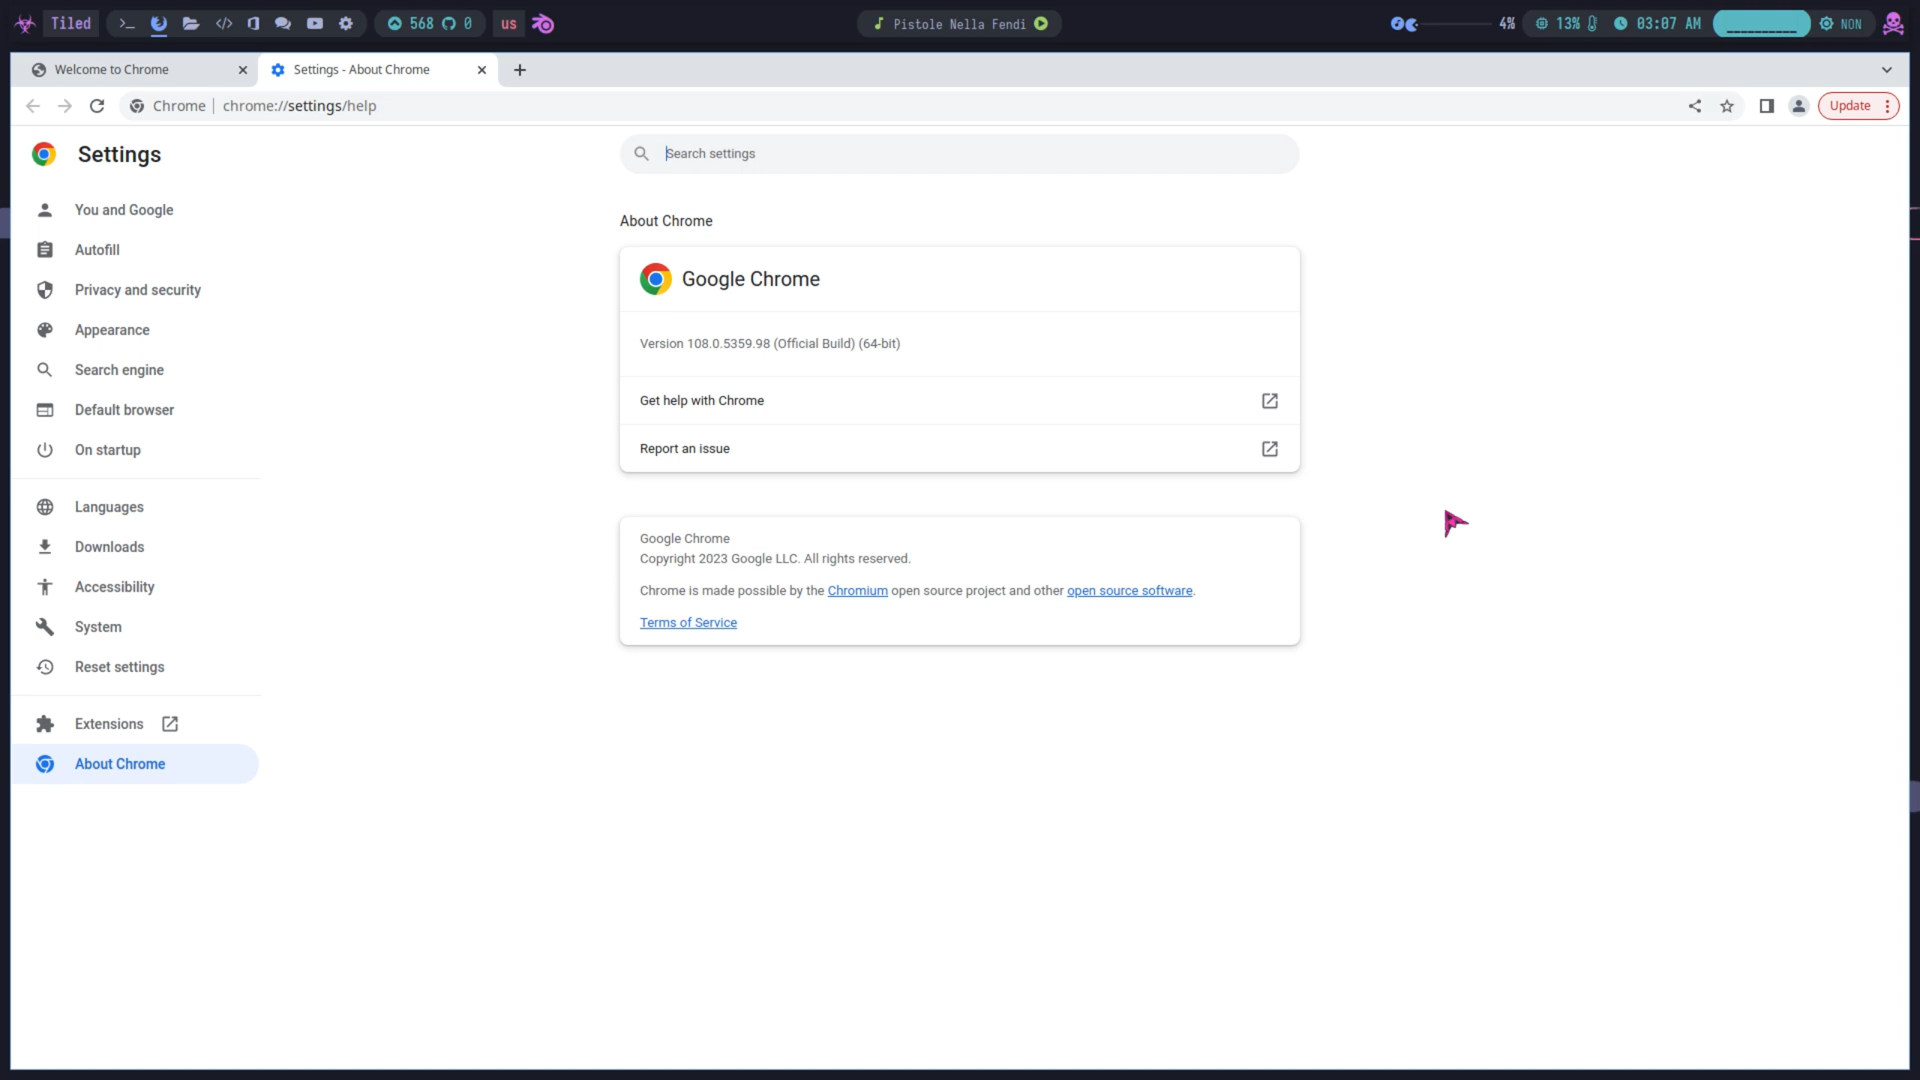 Tiled
568 0
us
Pistole Nella Fendi
4%
13%
03:07 AM
NON
Welcome to Chrome
Settings - About Chrome
Chrome | chrome://settings/help
Update
Settings
Search settings
You and Google
Autofill
Privacy and security
Appearance
Search engine
Default browser
On startup
Languages
Downloads
Accessibility
System
Reset settings
Extensions
About Chrome
About Chrome
Google Chrome
Version 108.0.5359.98 (Official Build) (64-bit)
Get help with Chrome
Report an issue
Google Chrome
Copyright 2023 Google LLC. All rights reserved.
Chrome is made possible by the Chromium open source project and other open source software.
Terms of Service